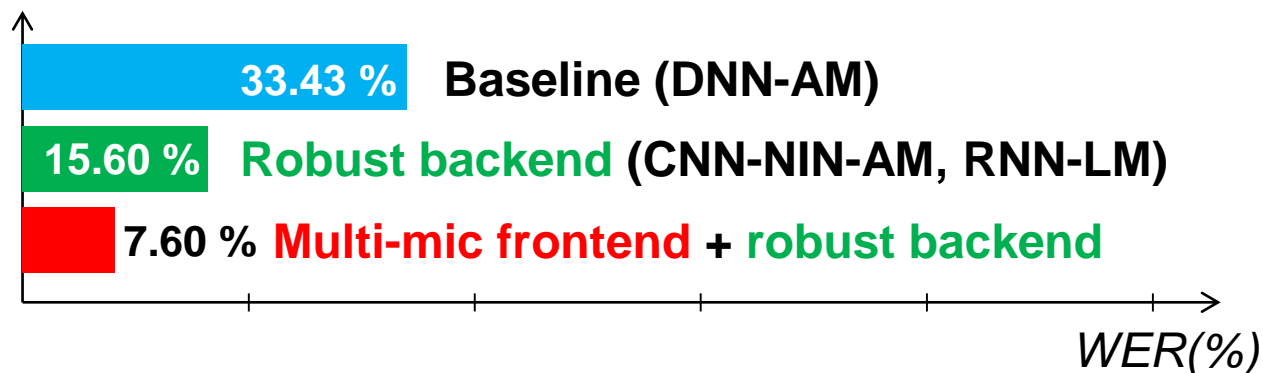 33.43 % Baseline (DNN-AM)
15.60 % Robust backend (CNN-NIN-AM, RNN-LM)
7.60 % Multi-mic frontend + robust backend
WER(%)